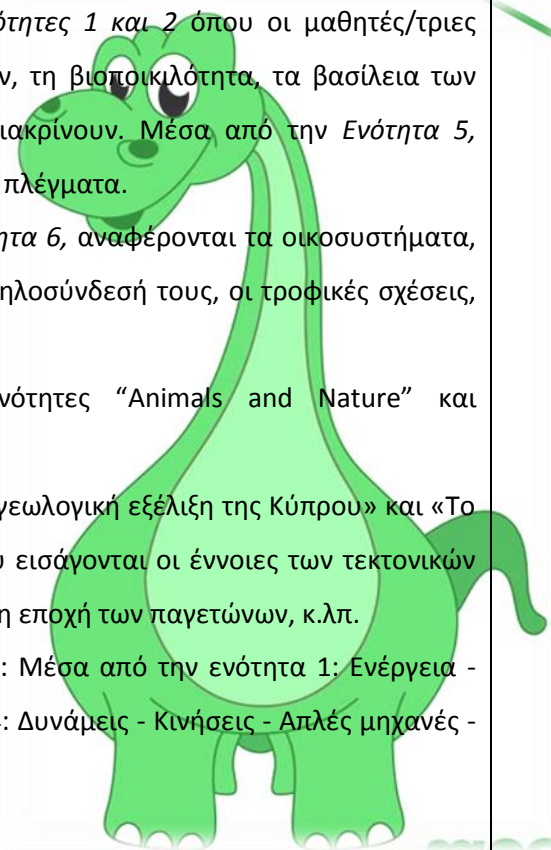 ότητες 1 και 2 όπου οι μαθητές/τριες
ν, τη βιοποικιλότητα, τα βασίλεια των
ιακρίνουν. Μέσα από την Ενότητα 5,
πλέγματα.
ητα 6, αναφέρονται τα οικοσυστήματα,
ηλοσύνδεσή τους, οι τροφικές σχέσεις,
νότητες “Animals and Nature” και
γεωλογική εξέλιξη της Κύπρου» και «Το
υ εισάγονται οι έννοιες των τεκτονικών
η εποχή των παγετώνων, κ.λπ.
: Μέσα από την ενότητα 1: Ενέργεια -
: Δυνάμεις - Κινήσεις - Απλές μηχανές -